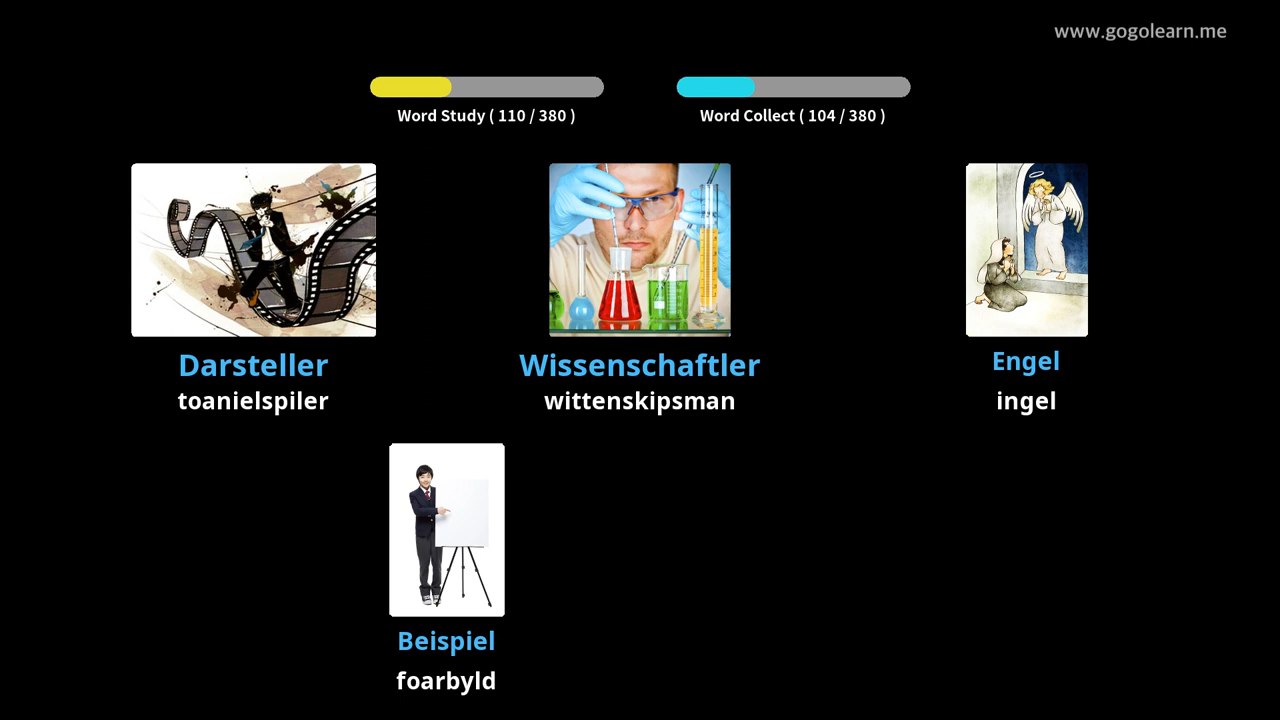 www.gogolearn.me
Word Study ( 110 / 380 )
Word Collect ( 104 / 380 )
Darsteller
toanielspiler
Wissenschaftler
wittenskipsman
Engel
ingel
Beispiel
foarbyld